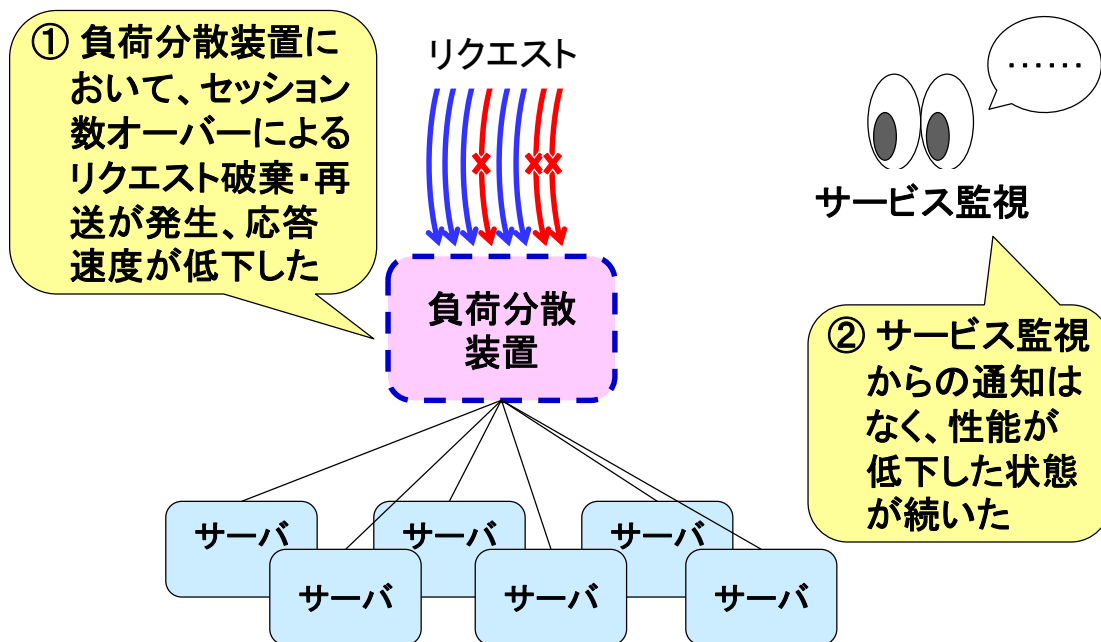 ① 負荷分散装置に
おいて、セッション
数オーバーによる
リクエスト破棄・再
送が発生、応答
速度が低下した
リクエスト
‥‥‥
サービス監視
負荷分散
装置
② サービス監視
からの通知は
なく、性能が
低下した状態
が続いた
サーバ
サーバ
サーバ
サーバ
サーバ
サーバ